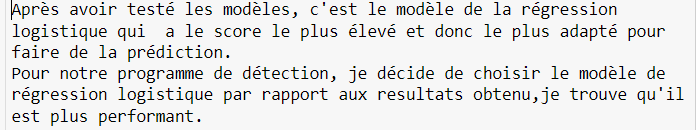 Après avoir testé les modèles, c'est le modèle de la régression
logistique qui  a le score le plus élevé et donc le plus adapté pour
faire de la prédiction.
Pour notre programme de détection, je décide de choisir le modèle de
régression logistique par rapport aux resultats obtenu,je trouve qu'il
est plus performant.